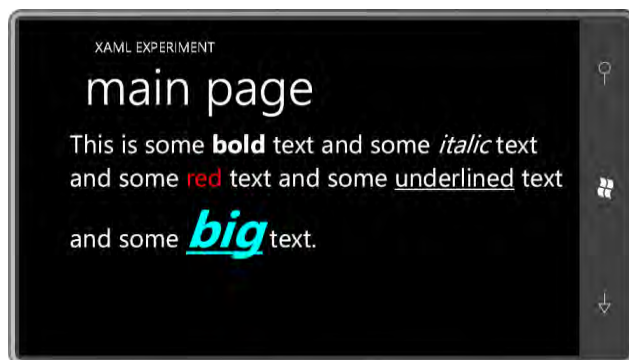 XAML EXPERIMENT
main page
This is some bold text and some italic text
and some red text and some underlined text
and some big text.